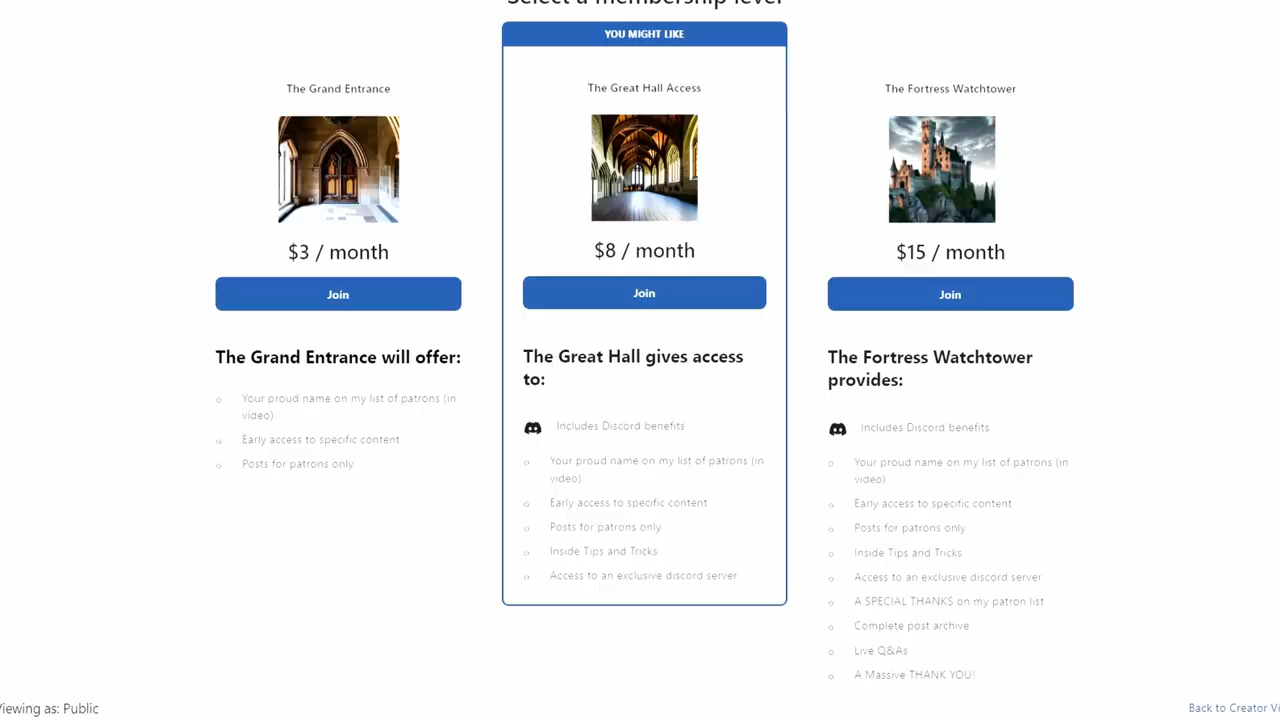 Select a membership level
YOU MIGHT LIKE
The Grand Entrance
$3 / month
Join
The Grand Entrance will offer:
Your proud name on my list of patrons (in
video)
Early access to specific content
Posts for patrons only
The Great Hall Access
$8 / month
Join
The Great Hall gives access
to:
Includes Discord benefits
Your proud name on my list of patrons (in
video)
Early access to specific content
Posts for patrons only
Inside Tips and Tricks
Access to an exclusive discord server
The Fortress Watchtower
$15 / month
Join
The Fortress Watchtower
provides:
Includes Discord benefits
Your proud name on my list of patrons (in
video)
Early access to specific content
Posts for patrons only
Inside Tips and Tricks
Access to an exclusive discord server
A SPECIAL THANKS on my patron list
Complete post archive
Live Q&As
A Massive THANK YOU!
Viewing as: Public
Back to Creator Vi